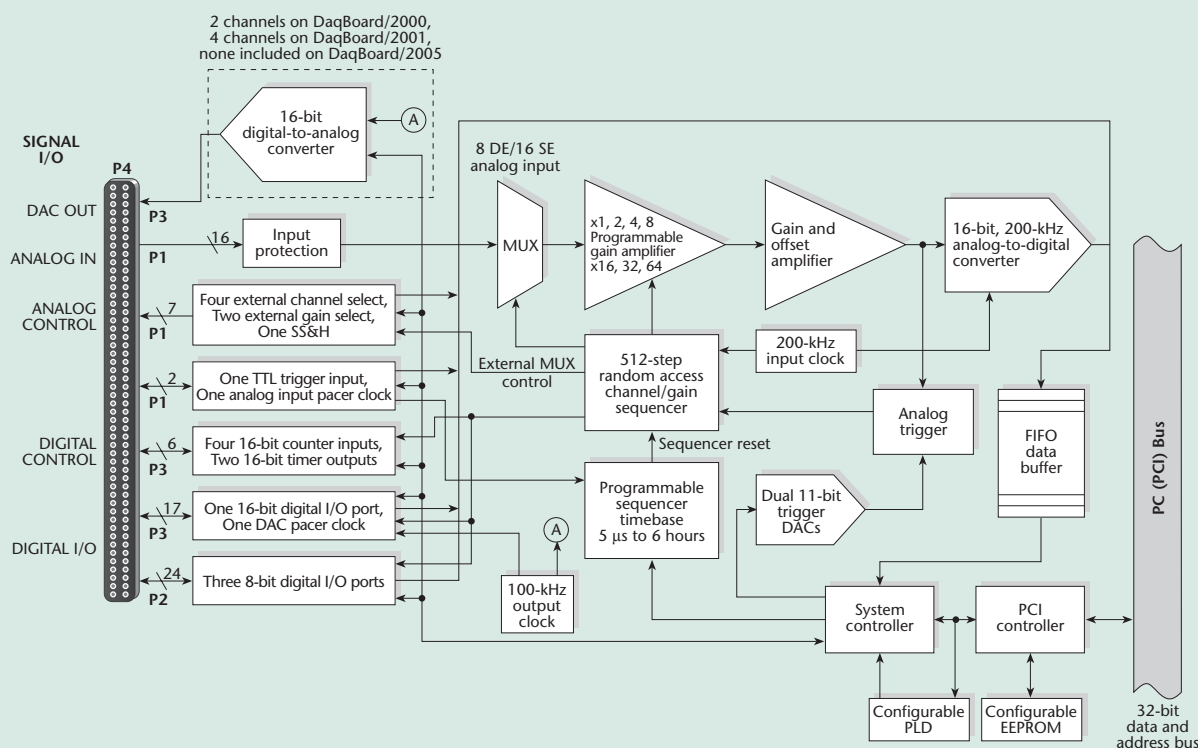 2 channels on DaqBoard/2000,
4 channels on DaqBoard/2001,
none included on DaqBoard/2005
16-bit
digital-to-analog
converter
A
SIGNAL
I/O
P4
DAC OUT
P3
ANALOG IN
P1
16
Input
protection
8 DE/16 SE
analog input
MUX
x1, 2, 4, 8
Programmable
gain amplifier
x16, 32, 64
Gain and
offset
amplifier
16-bit, 200-kHz
analog-to-digital
converter
ANALOG
CONTROL
7
P1
Four external channel select,
Two external gain select,
One SS&H
External MUX
control
512-step
random access
channel/gain
sequencer
200-kHz
input clock
2
P1
One TTL trigger input,
One analog input pacer clock
Analog
trigger
FIFO
data
buffer
DIGITAL
CONTROL
6
P3
Four 16-bit counter inputs,
Two 16-bit timer outputs
Sequencer reset
Programmable
sequencer
timebase
5 µs to 6 hours
Dual 11-bit
trigger
DACs
17
P3
One 16-bit digital I/O port,
One DAC pacer clock
A
DIGITAL I/O
24
P2
Three 8-bit digital I/O ports
100-kHz
output
clock
System
controller
PCI
controller
Configurable
PLD
Configurable
EEPROM
PC (PCI) Bus
32-bit
data and
address bus